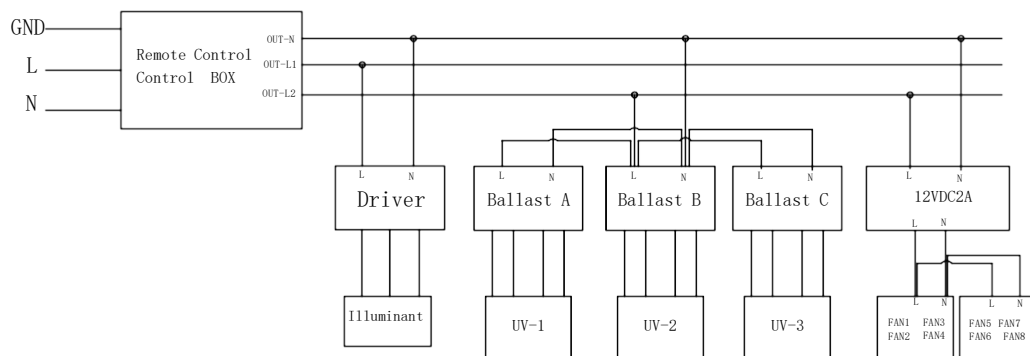 GND
L
N
Remote Control
Control BOX
OUT-N
OUT-L1
OUT-L2
L N
Driver
L N
Ballast A
L N
Ballast B
L N
Ballast C
L N
12VDC2A
L N
Illuminant
UV-1
UV-2
UV-3
L N
FAN1 FAN3
FAN2 FAN4
L N
FAN5 FAN7
FAN6 FAN8